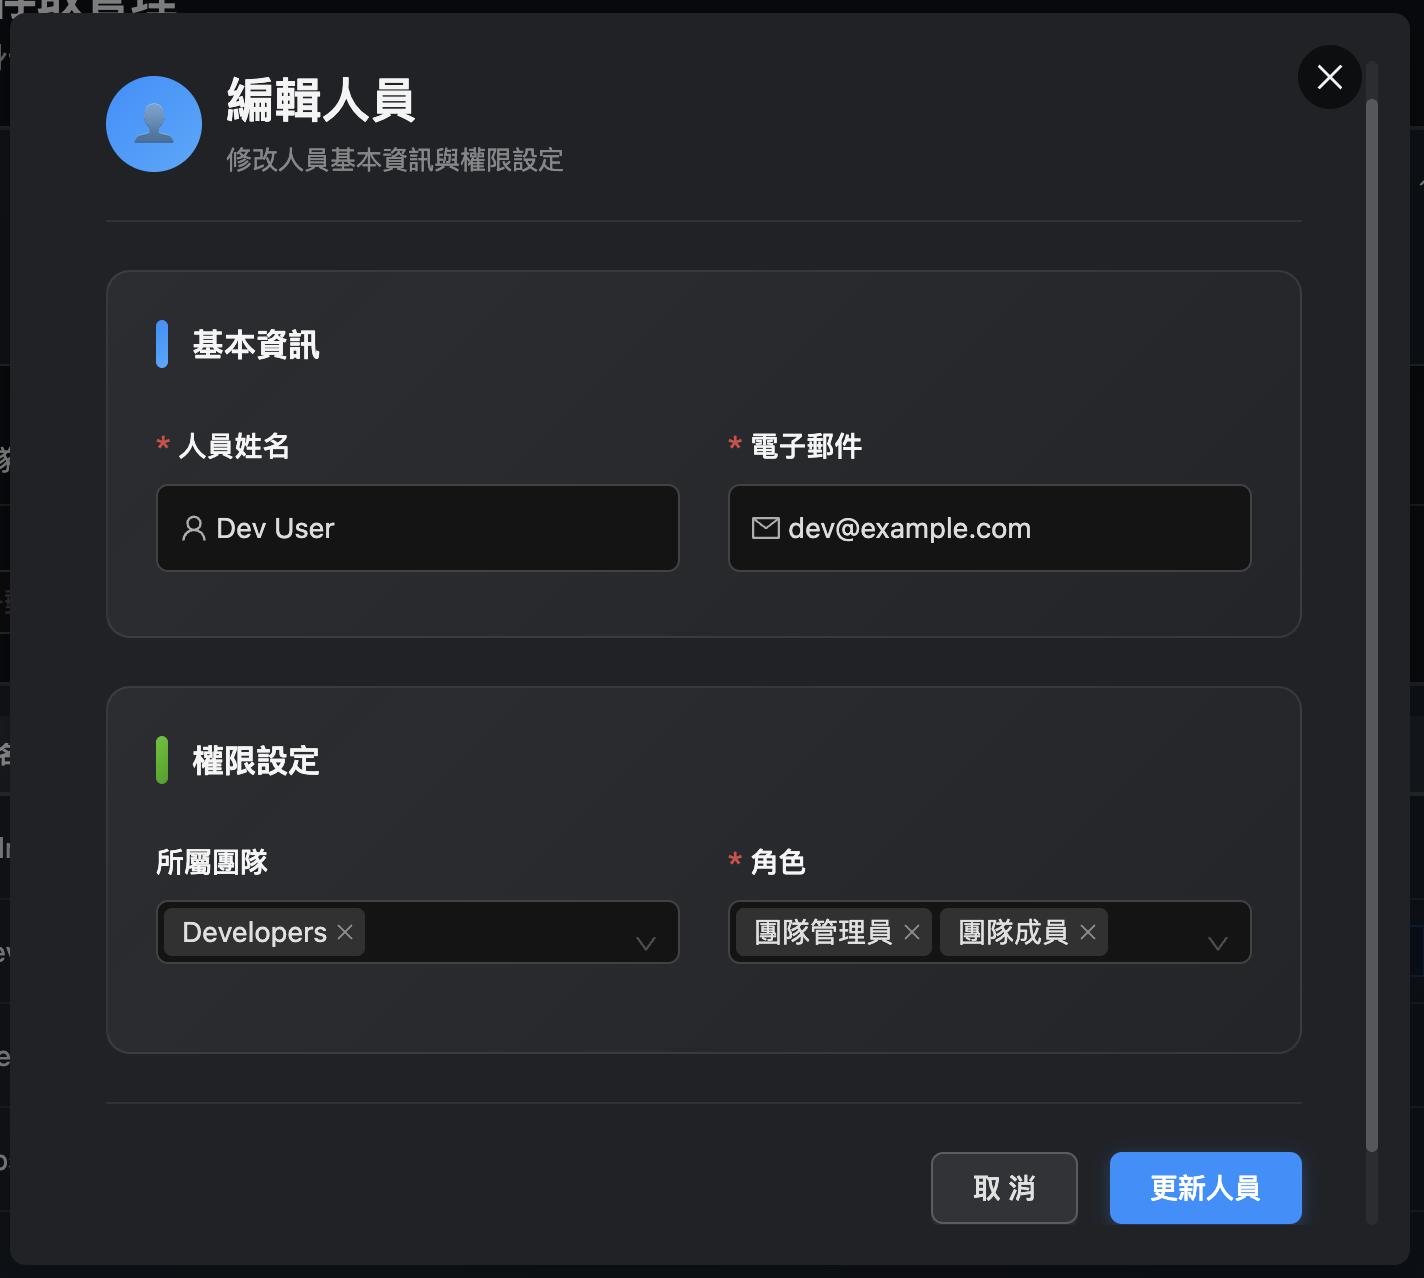 編輯人員
修改人員基本資訊與權限設定
基本資訊
* 人員姓名
* 電子郵件
Dev User
dev@example.com
權限設定
所屬團隊
* 角色
Developers
團隊管理員 團隊成員
取 消
更新人員